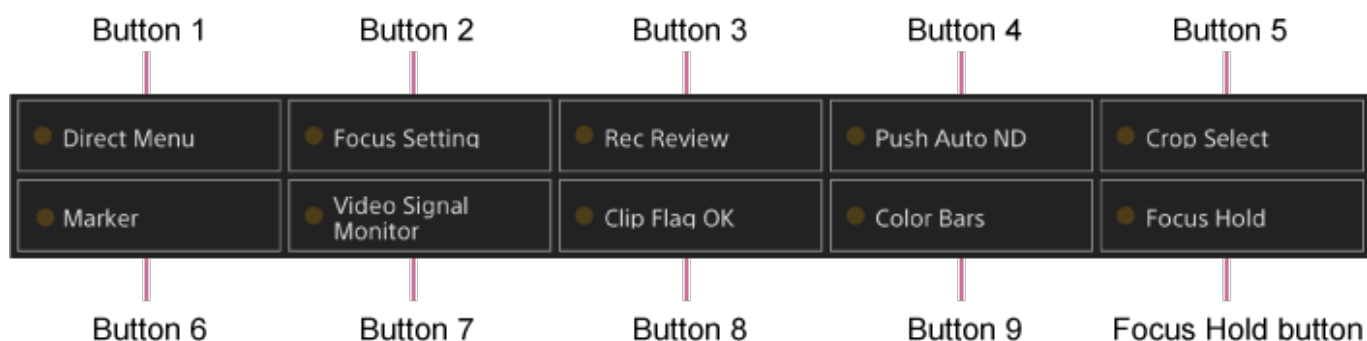 Button 1 Button 2 Button 3 Button 4 Button 5
Direct Menu Focus Setting Rec Review Push Auto ND Crop Select
Marker Video Signal Monitor Clip Flag OK Color Bars Focus Hold
Button 6 Button 7 Button 8 Button 9 Focus Hold button